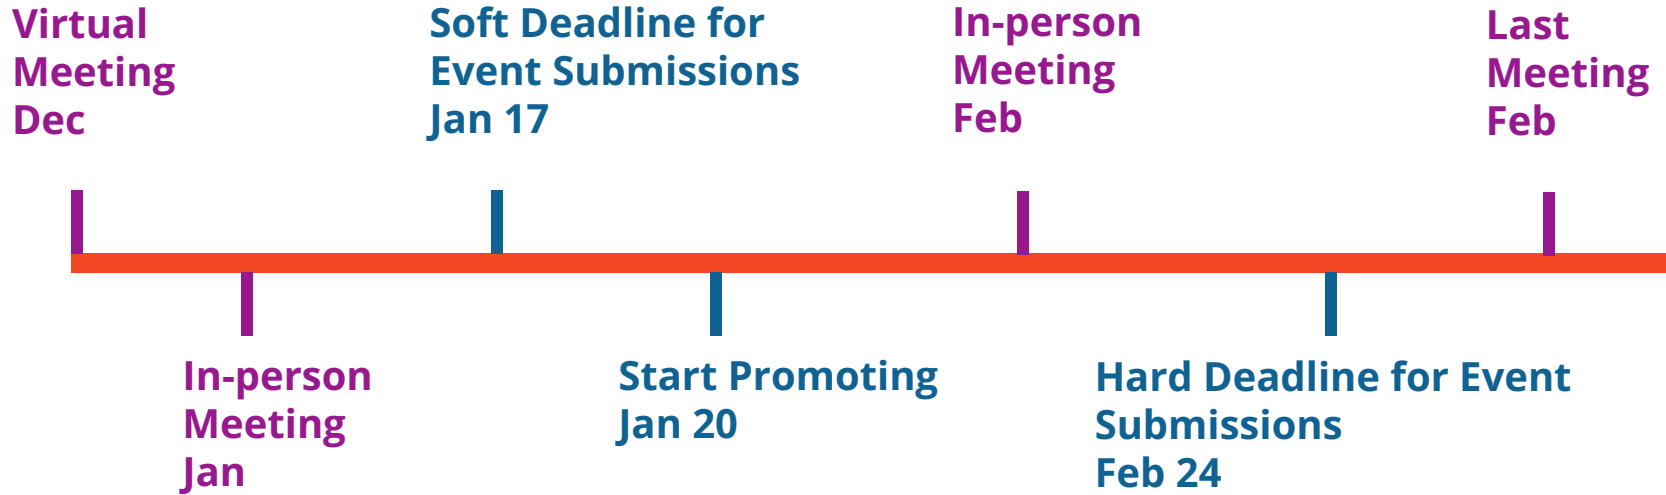 Virtual
Meeting
Dec
Soft Deadline for
Event Submissions
Jan 17
In-person
Meeting
Feb
Last
Meeting
Feb
In-person
Meeting
Jan
Start Promoting
Jan 20
Hard Deadline for Event
Submissions
Feb 24